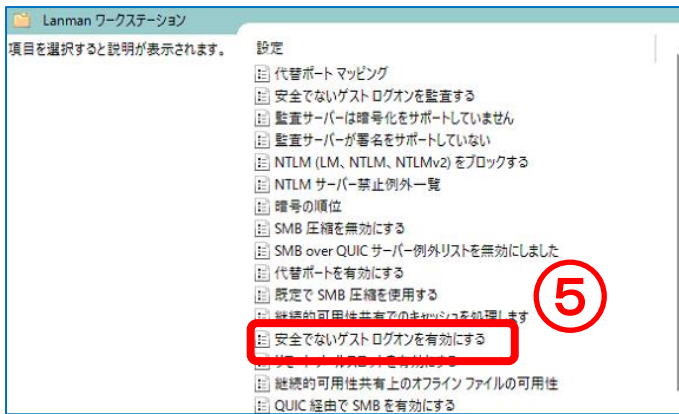 Lanman ワークステーション
項目を選択すると説明が表示されます。
設定
代替ポート マッピング
安全でないゲスト ログオンを監査する
監査サーバーは暗号化をサポートしていません
監査サーバーが署名をサポートしていない
NTLM (LM、NTLM、NTLMv2) をブロックする
NTLM サーバー禁止例外一覧
暗号の順位
SMB 圧縮を無効にする
SMB over QUIC サーバー例外リストを無効にしました
代替ポートを有効にする
既定で SMB 圧縮を使用する
⑤
継続的可用性共有でのキャッシュを処理します
安全でないゲスト ログオンを有効にする
継続的可用性共有上のオフライン ファイルの可用性
QUIC 経由で SMB を有効にする